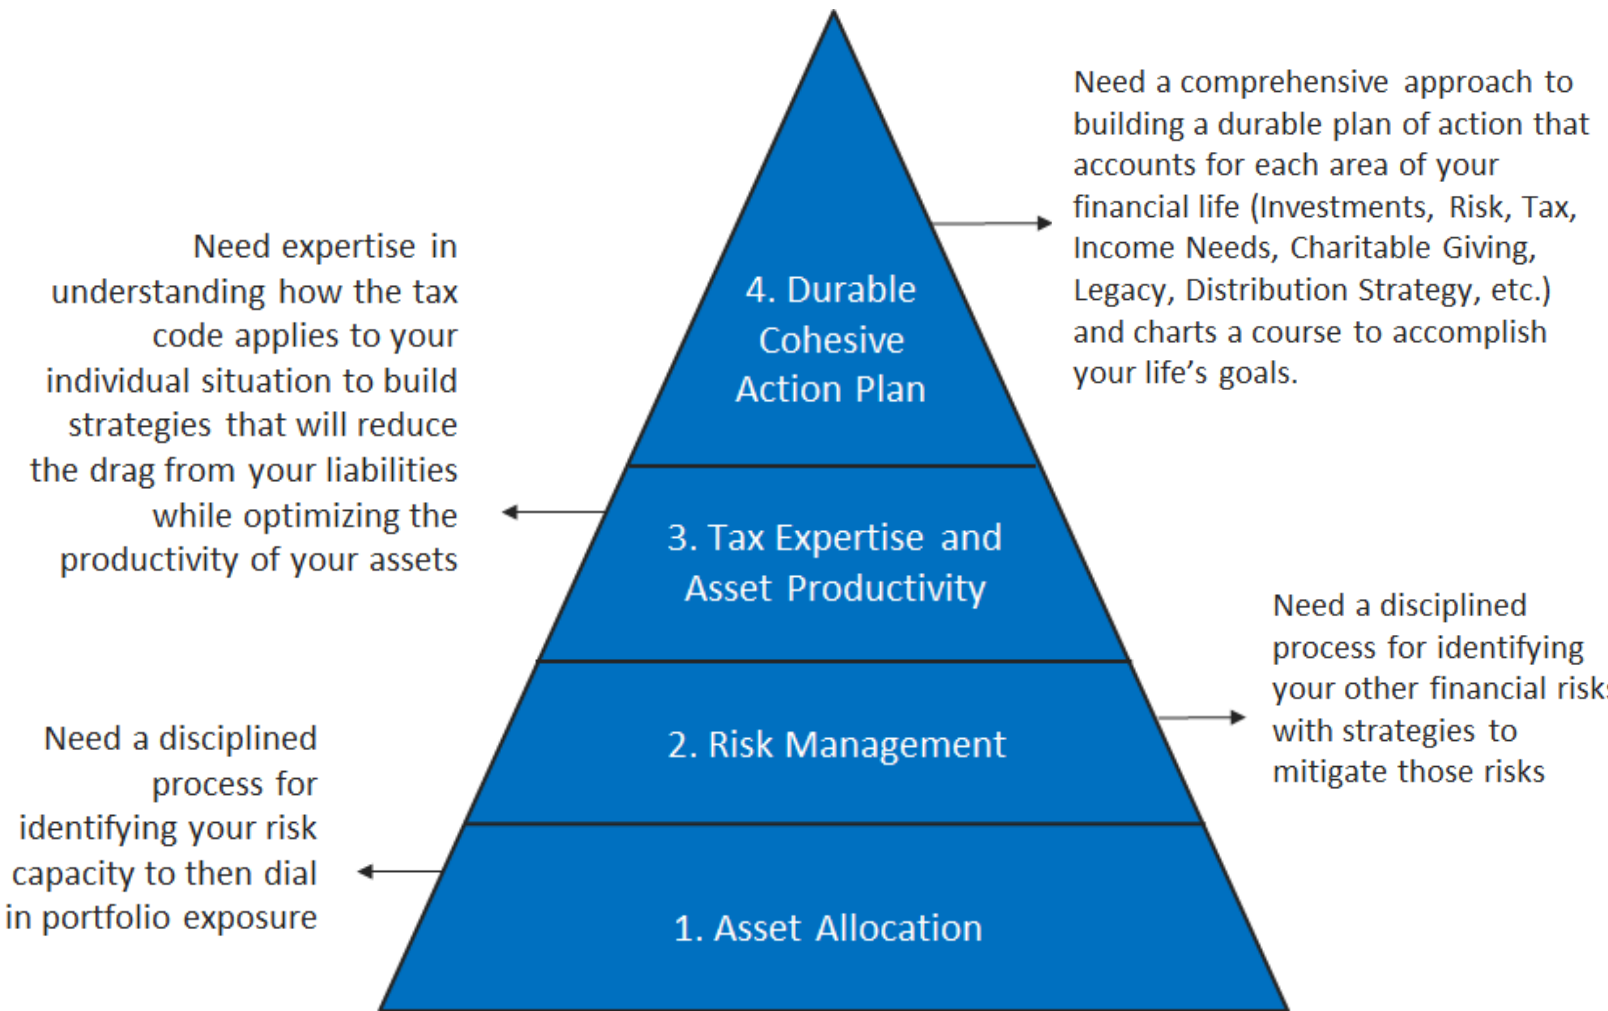 Need a comprehensive approach to
building a durable plan of action that
accounts for each area of your
financial life (Investments, Risk, Tax,
Income Needs, Charitable Giving,
Legacy, Distribution Strategy, etc.)
and charts a course to accomplish
your life's goals.
4. Durable
Cohesive
Action Plan
Need expertise in
understanding how the tax
code applies to your
individual situation to build
strategies that will reduce
the drag from your liabilities
while optimizing the
productivity of your assets
3. Tax Expertise and
Asset Productivity
Need a disciplined
process for identifying
your other financial risks
with strategies to
mitigate those risks
2. Risk Management
Need a disciplined
process for
identifying your risk
capacity to then dial
in portfolio exposure
1. Asset Allocation